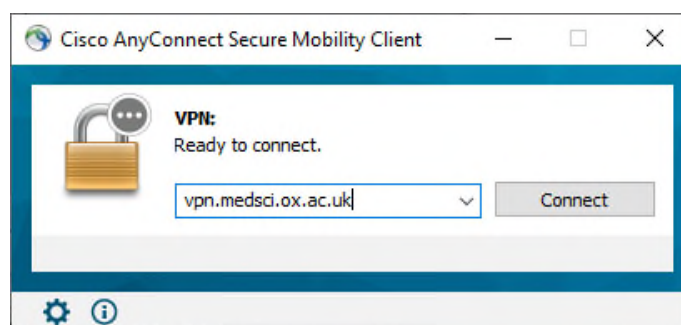 Cisco AnyConnect Secure Mobility Client
VPN:
Ready to connect.
vpn.medsci.ox.ac.uk
Connect